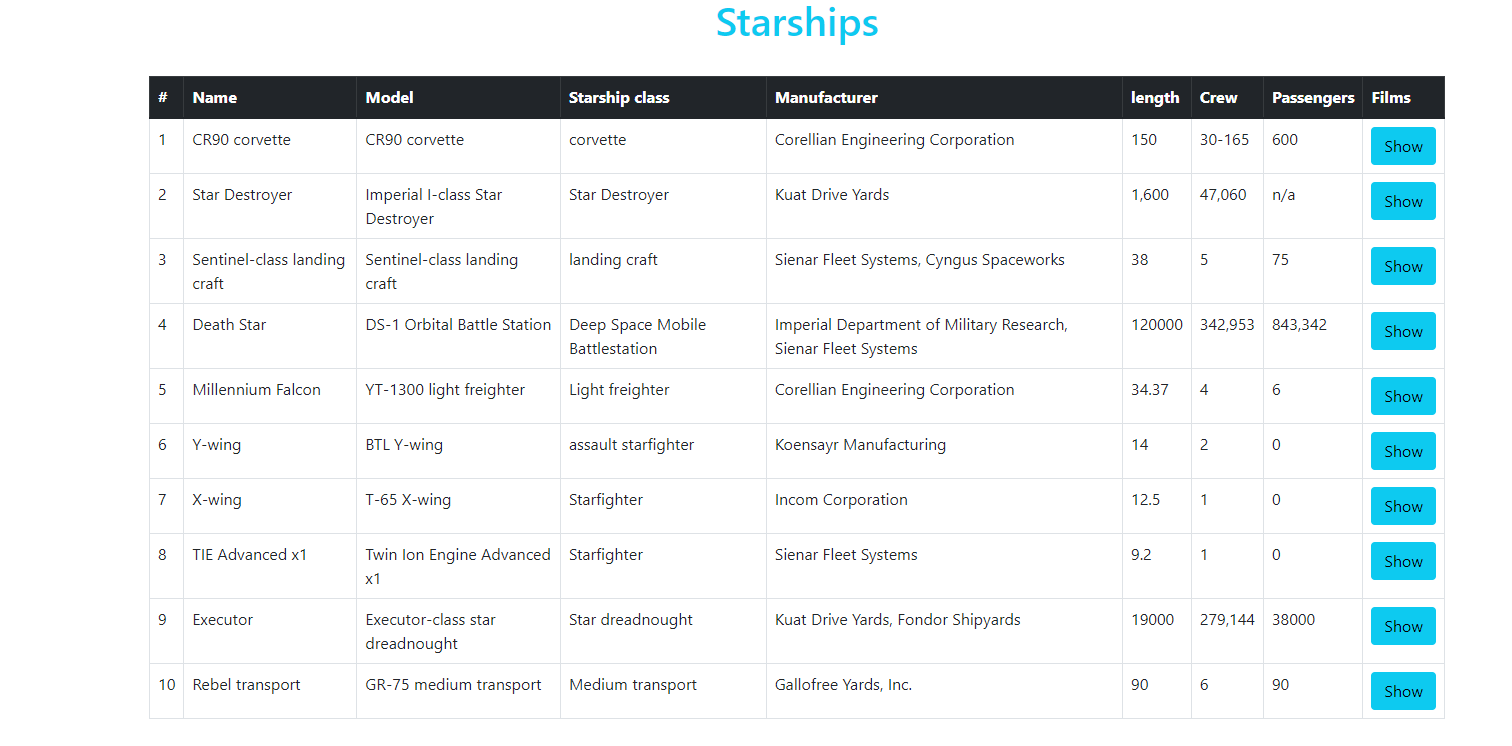 Starships
# Name Model Starship class Manufacturer length Crew Passengers Films
1 CR90 corvette CR90 corvette corvette Corellian Engineering Corporation 150 30-165 600 Show
2 Star Destroyer Imperial I-class Star Destroyer Star Destroyer Kuat Drive Yards 1,600 47,060 n/a Show
3 Sentinel-class landing craft Sentinel-class landing craft landing craft Sienar Fleet Systems, Cyngus Spaceworks 38 5 75 Show
4 Death Star DS-1 Orbital Battle Station Deep Space Mobile Battlestation Imperial Department of Military Research, Sienar Fleet Systems 120000 342,953 843,342 Show
5 Millennium Falcon YT-1300 light freighter Light freighter Corellian Engineering Corporation 34.37 4 6 Show
6 Y-wing BTL Y-wing assault starfighter Koensayr Manufacturing 14 2 0 Show
7 X-wing T-65 X-wing Starfighter Incom Corporation 12.5 1 0 Show
8 TIE Advanced x1 Twin Ion Engine Advanced x1 Starfighter Sienar Fleet Systems 9.2 1 0 Show
9 Executor Executor-class star dreadnought Star dreadnought Kuat Drive Yards, Fondor Shipyards 19000 279,144 38000 Show
10 Rebel transport GR-75 medium transport Medium transport Gallofree Yards, Inc. 90 6 90 Show